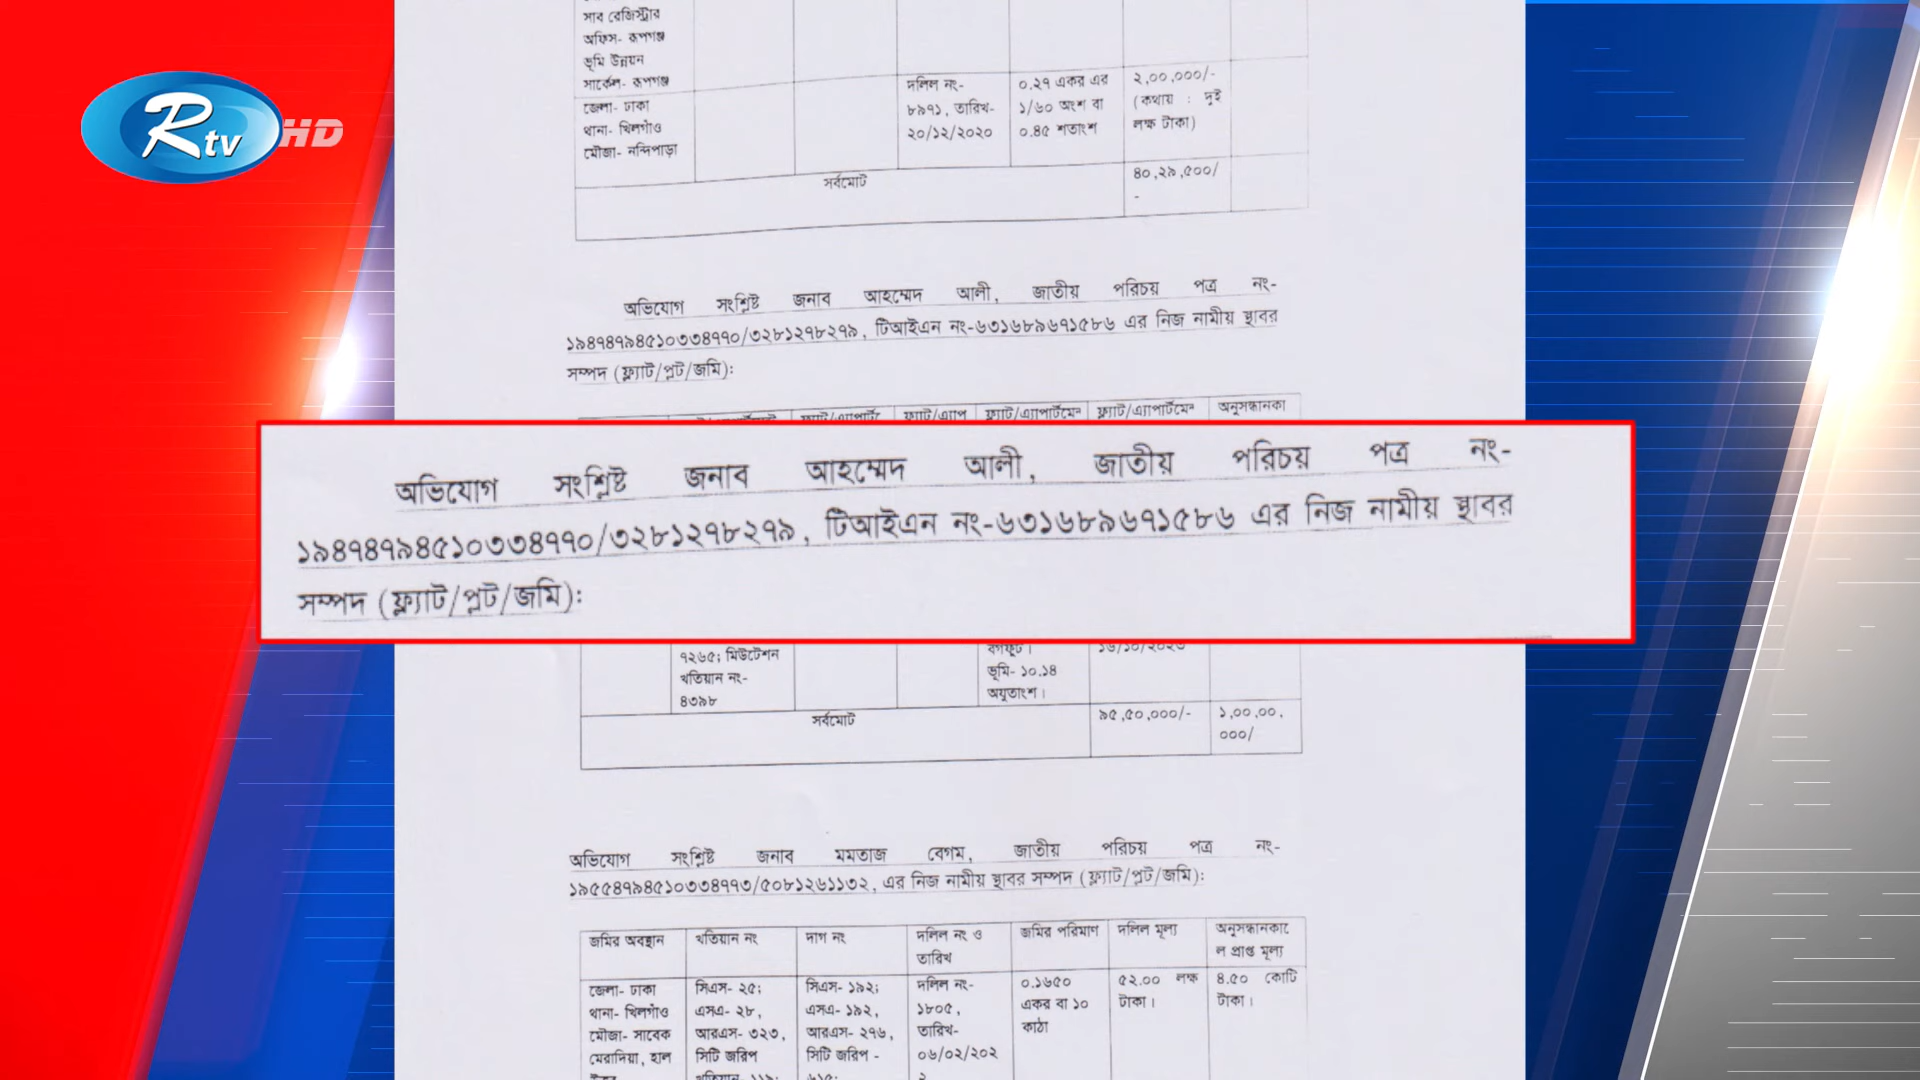 Rtv HD
সাব রেজিস্ট্রার
অফিস- রূপগঞ্জ
ভূমি উন্নয়ন
সার্কেল- রূপগঞ্জ
জেলা- ঢাকা
থানা- খিলগাঁও
মৌজা- নন্দিপাড়া
দলিল নং-
৮৯৭১, তারিখ-
২০/১২/২০২০
০.২৭ একর এর
১/৬০ অংশ বা
০.৪৫ শতাংশ
২,০০,০০০/-
(কথায় : দুই
লক্ষ টাকা)
সর্বমোট
৪০,২৯,৫০০/
-
অভিযোগ সংশ্লিষ্ট জনাব আহম্মেদ আলী, জাতীয় পরিচয় পত্র নং-
১৯৪৭৪৭৯৪৫১০৩৩৪৭৭০/৩২৮১২৭৮২৭৯, টিআইএন নং-৬৩১৬৮৯৬৭১৫৮৬ এর নিজ নামীয় স্থাবর
সম্পদ (ফ্ল্যাট/প্লট/জমি):
অনুসন্ধানকা
অভিযোগ সংশ্লিষ্ট জনাব আহম্মেদ আলী, জাতীয় পরিচয় পত্র নং-
১৯৪৭৪৭৯৪৫১০৩৩৪৭৭০/৩২৮১২৭৮২৭৯, টিআইএন নং-৬৩১৬৮৯৬৭১৫৮৬ এর নিজ নামীয় স্থাবর
সম্পদ (ফ্ল্যাট/প্লট/জমি):
৭২৬৫; মিউটেশন
খতিয়ান নং-
৪৩৯৮
বর্গফুট।
ভূমি- ১০.১৪
অযুতাংশ।
সর্বমোট
৯৫,৫০,০০০/-
১,০০,০০,
০০০/
অভিযোগ সংশ্লিষ্ট জনাব মমতাজ বেগম, জাতীয় পরিচয় পত্র নং-
১৯৫৫৪৭৯৪৫১০৩৩৪৭৭৩/৫০৮১২৬১১৩২, এর নিজ নামীয় স্থাবর সম্পদ (ফ্ল্যাট/প্লট/জমি):
জমির অবস্থান
খতিয়ান নং
দাগ নং
দলিল নং ও
তারিখ
জমির পরিমাণ
দলিল মূল্য
অনুসন্ধানকালে
ল প্রাপ্ত মূল্য
জেলা- ঢাকা
থানা- খিলগাঁও
মৌজা- সাবেক
মেরাদিয়া, হাল
সিএস- ২৫;
এসএ- ২৮,
আরএস- ৩২৩,
সিটি জরিপ
সিএস- ১৯২;
এসএ- ১৯২,
আরএস- ২৭৬,
সিটি জরিপ -
দলিল নং-
১৮০৫,
তারিখ-
০৬/০২/২০২
০.১৬৫০
একর বা ১০
কাঠা
৫২.০০ লক্ষ
টাকা।
৪.৫০ কোটি
টাকা।